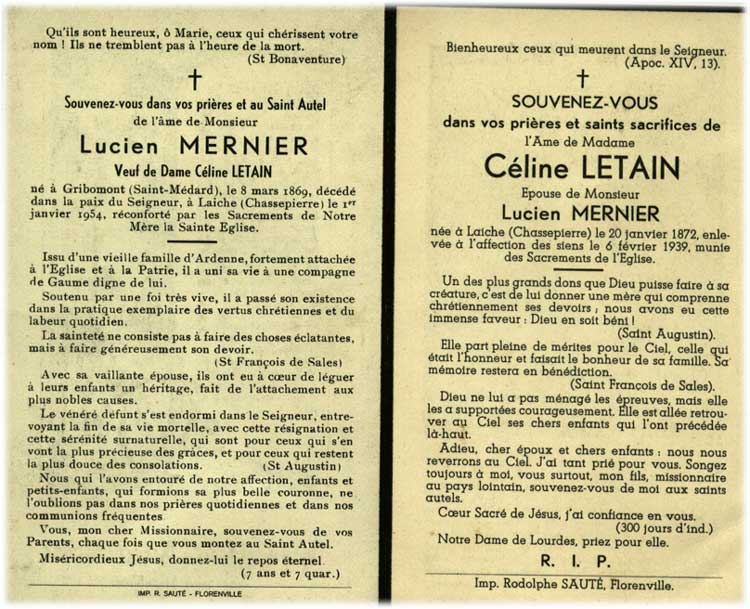 Qu'ils sont heureux, ô Marie, ceux qui chérissent votre
nom ! Ils ne tremblent pas à l'heure de la mort.
(St Bonaventure)
Souvenez-vous dans vos prières et au Saint Autel
de l'âme de Monsieur
Lucien MERNIER
Veuf de Dame Céline LETAIN
né à Gribomont (Saint-Médard), le 8 mars 1869, décédé
dans la paix du Seigneur, à Laiche (Chassepierre) le 1er
janvier 1954, réconforté par les Sacrements de Notre
Mère la Sainte Eglise.
Issu d'une vieille famille d'Ardenne, fortement attachée
à l'Eglise et à la Patrie, il a uni sa vie à une compagne
de Gaume digne de lui.
Soutenu par une foi très vive, il a passé son existence
dans la pratique exemplaire des vertus chrétiennes et du
labeur quotidien.
La sainteté ne consiste pas à faire des choses éclatantes,
mais à faire généreusement son devoir.
(St François de Sales)
Avec sa vaillante épouse, ils ont eu à cœur de léguer
à leurs enfants un héritage, fait de l'attachement aux
plus nobles causes.
Le vénéré défunt s'est endormi dans le Seigneur, entre-
voyant la fin de sa vie mortelle, avec cette résignation et
cette sérénité surnaturelle, qui sont pour ceux qui s'en
vont la plus précieuse des grâces, et pour ceux qui restent
la plus douce des consolations. (St Augustin)
Nous qui l'avons entouré de notre affection, enfants et
petits-enfants, qui formions sa plus belle couronne, ne
l'oublions pas dans nos prières quotidiennes et dans nos
communions fréquentes
Vous, mon cher Missionnaire, souvenez-vous de vos
Parents, chaque fois que vous montez au Saint Autel.
Miséricordieux Jésus, donnez-lui le repos éternel
(7 ans et 7 quar.)
IMP. R. SAUTÉ - FLORENVILLE
Bienheureux ceux qui meurent dans le Seigneur.
(Apoc. XIV, 13).
SOUVENEZ-VOUS
dans vos prières et saints sacrifices de
l'Ame de Madame
Céline LETAIN
Epouse de Monsieur
Lucien MERNIER
née à Laiche (Chassepierre) le 20 janvier 1872, enle-
vée à l'affection des siens le 6 février 1939, munie
des Sacrements de l'Eglise.
Un des plus grands dons que Dieu puisse faire à sa
créature, c'est de lui donner une mère qui comprenne
chrétiennement ses devoirs ; nous avons eu cette
immense faveur : Dieu en soit béni !
(Saint Augustin).
Elle part pleine de mérites pour le Ciel, celle qui
était l'honneur et faisait le bonheur de sa famille. Sa
mémoire restera en bénédiction.
(Saint François de Sales).
Dieu ne lui a pas ménagé les épreuves, mais elle
les a supportées courageusement. Elle est allée retrou-
ver au Ciel ses chers enfants qui l'ont précédée
là-haut.
Adieu, cher époux et chers enfants : nous nous
reverrons au Ciel. J'ai tant prié pour vous. Songez
toujours à moi, vous surtout, mon fils, missionnaire
au pays lointain, souvenez-vous de moi aux saints
autels.
Cœur Sacré de Jésus, j'ai confiance en vous.
(300 jours d'ind.)
Notre Dame de Lourdes, priez pour elle.
R. I. P.
Imp. Rodolphe SAUTÉ, Florenville.